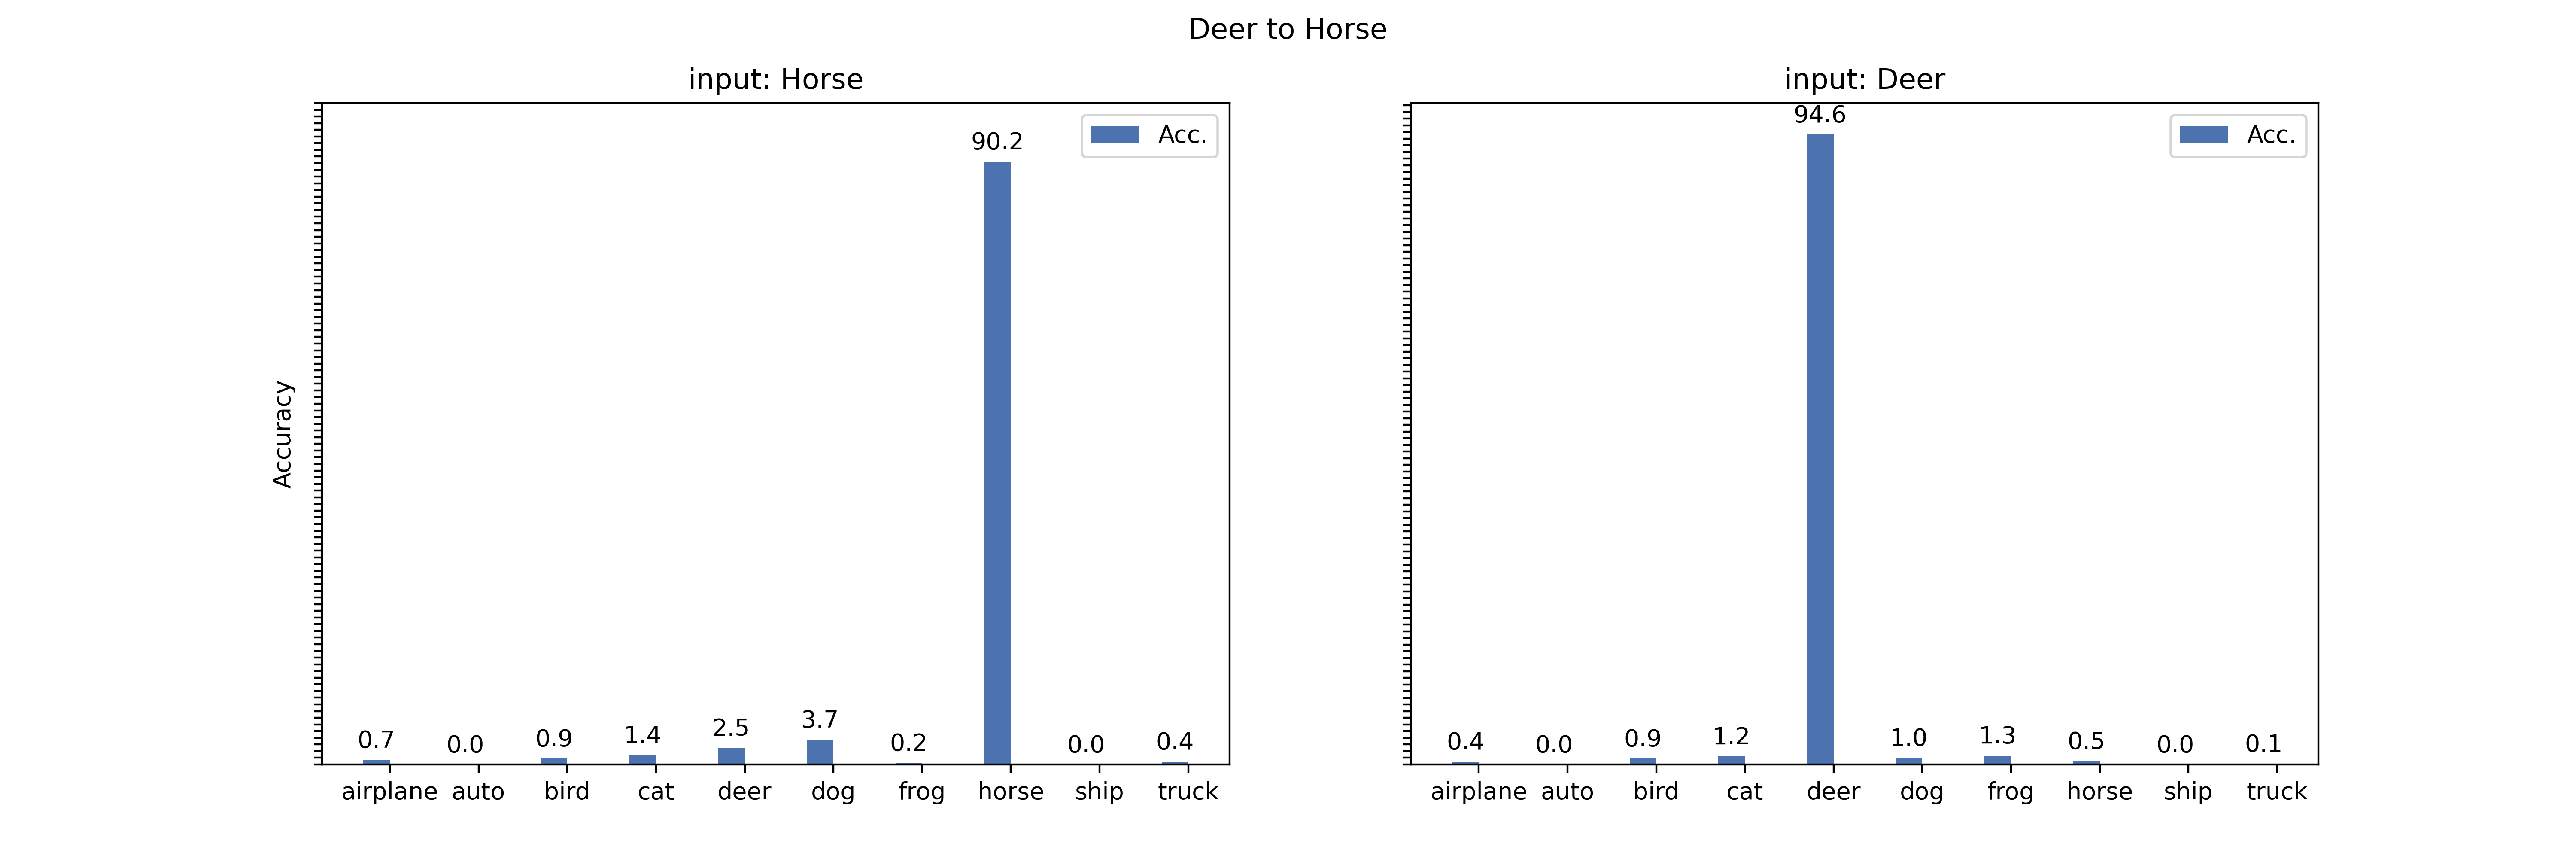 Deer to Horse
input: Horse
Acc.
90.2
Accuracy
0.7 0.0 0.9 1.4 2.5 3.7 0.2 0.0 0.4
airplane auto bird cat deer dog frog horse ship truck
input: Deer
94.6
Acc.
0.4 0.0 0.9 1.2 1.0 1.3 0.5 0.0 0.1
airplane auto bird cat deer dog frog horse ship truck